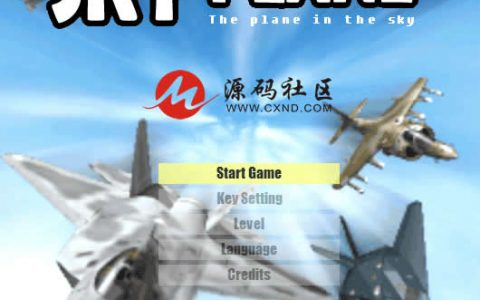 The plane in the sky
源码社区
WWW.CXND.COM
Start Game
Key Setting
Level
Language
Credits